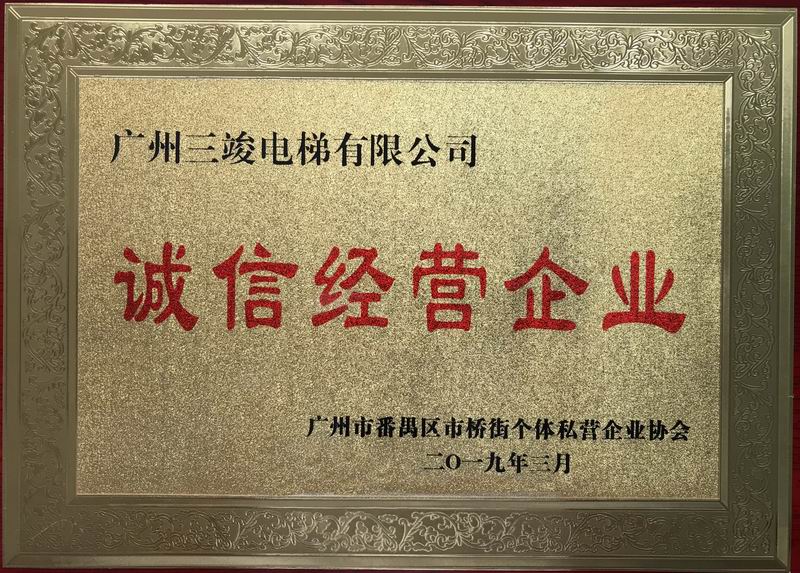 广州三竣电梯有限公司
诚信经营企业
广州市番禺区市桥街个体私营企业协会
二〇一九年三月